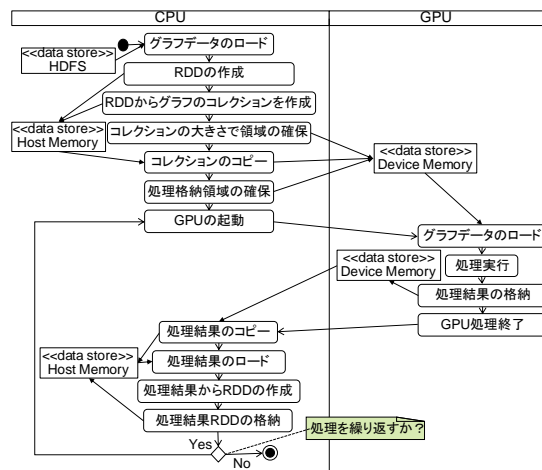 CPU
GPU
グラフデータのロード
<<data store>>
HDFS
RDDの作成
RDDからグラフのコレクションを作成
<<data store>>
Host Memory
コレクションの大きさで領域の確保
コレクションのコピー
<<data store>>
Device Memory
処理格納領域の確保
GPUの起動
グラフデータのロード
処理実行
<<data store>>
Device Memory
処理結果の格納
処理結果のコピー
GPU処理終了
<<data store>>
Host Memory
処理結果のロード
処理結果からRDDの作成
処理結果RDDの格納
処理を繰り返すか?
Yes
No